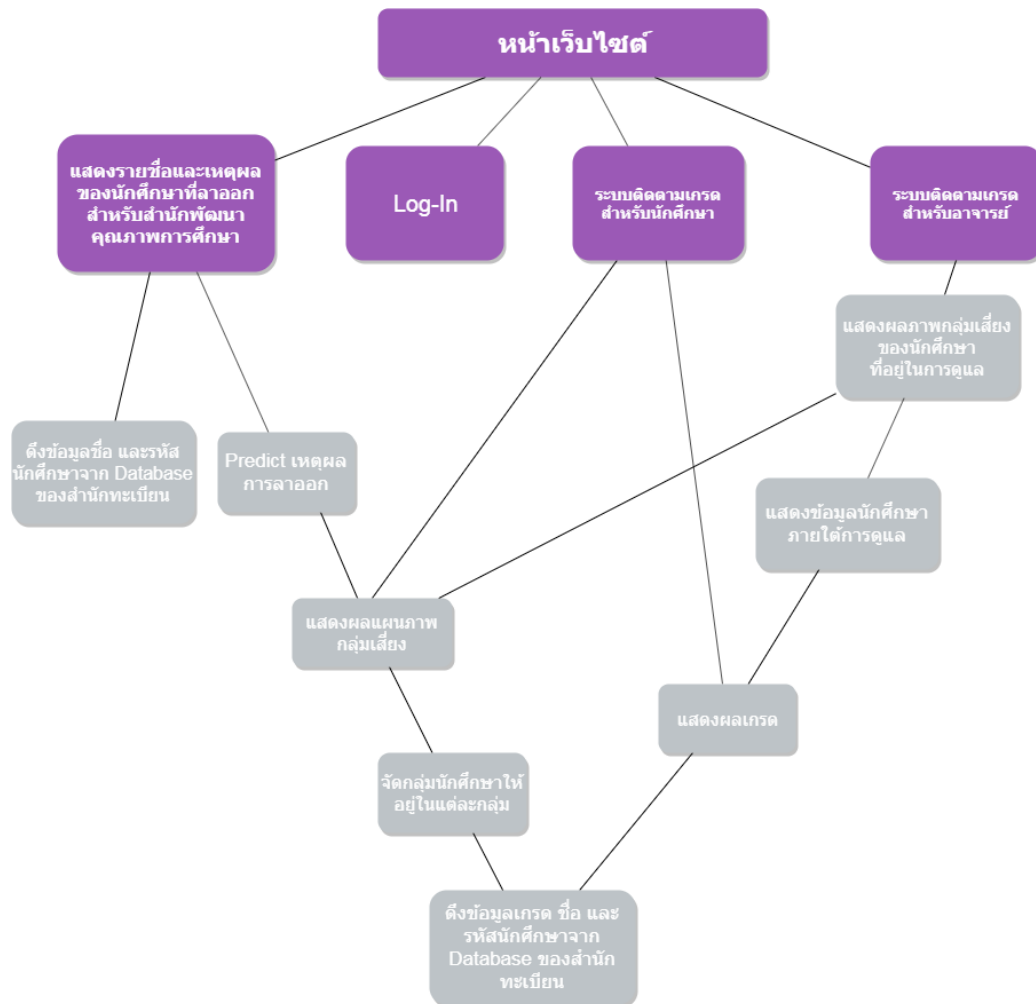 หน้าเว็บไซต์
แสดงรายชื่อและเหตุผล
ของนักศึกษาที่ลาออก
สำหรับสำนักพัฒนา
คุณภาพการศึกษา
Log-In
ระบบติดตามเกรด
สำหรับนักศึกษา
ระบบติดตามเกรด
สำหรับอาจารย์
แสดงผลภาพกลุ่มเสี่ยง
ของนักศึกษา
ที่อยู่ในการดูแล
ดึงข้อมูลชื่อ และรหัส
นักศึกษาจาก Database
ของสำนักทะเบียน
Predict เหตุผล
การลาออก
แสดงข้อมูลนักศึกษา
ภายใต้การดูแล
แสดงผลแผนภาพ
กลุ่มเสี่ยง
แสดงผลเกรด
จัดกลุ่มนักศึกษาให้
อยู่ในแต่ละกลุ่ม
ดึงข้อมูลเกรด ชื่อ และ
รหัสนักศึกษาจาก
Database ของสำนัก
ทะเบียน